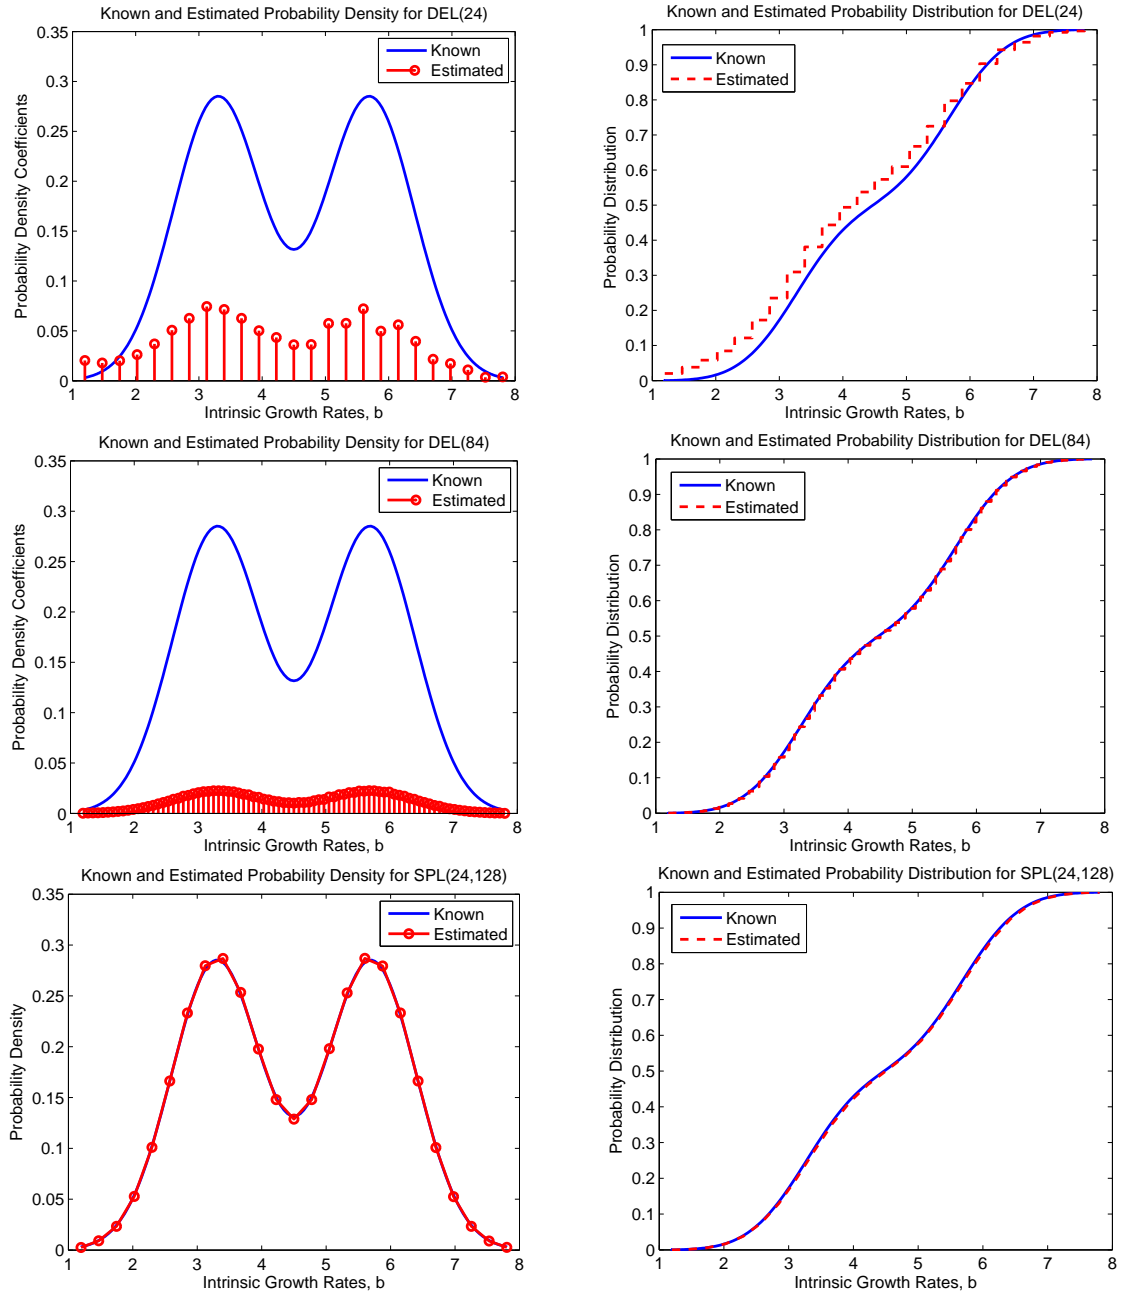 Known and Estimated Probability Density for DEL(24)
0.35
0.3
0.25
0.2
0.15
0.1
0.05
0
Probability Density Coefficients
Known
Estimated
1 2 3 4 5 6 7 8
Intrinsic Growth Rates, b
Known and Estimated Probability Distribution for DEL(24)
1
0.9
0.8
0.7
0.6
0.5
0.4
0.3
0.2
0.1
0
Probability Distribution
Known
Estimated
1 2 3 4 5 6 7 8
Intrinsic Growth Rates, b
Known and Estimated Probability Density for DEL(84)
0.35
0.3
0.25
0.2
0.15
0.1
0.05
0
Probability Density Coefficients
Known
Estimated
1 2 3 4 5 6 7 8
Intrinsic Growth Rates, b
Known and Estimated Probability Distribution for DEL(84)
1
0.9
0.8
0.7
0.6
0.5
0.4
0.3
0.2
0.1
0
Probability Distribution
Known
Estimated
1 2 3 4 5 6 7 8
Intrinsic Growth Rates, b
Known and Estimated Probability Density for SPL(24,128)
0.35
0.3
0.25
0.2
0.15
0.1
0.05
0
Probability Density
Known
Estimated
1 2 3 4 5 6 7 8
Intrinsic Growth Rates, b
Known and Estimated Probability Distribution for SPL(24,128)
1
0.9
0.8
0.7
0.6
0.5
0.4
0.3
0.2
0.1
0
Probability Distribution
Known
Estimated
1 2 3 4 5 6 7 8
Intrinsic Growth Rates, b